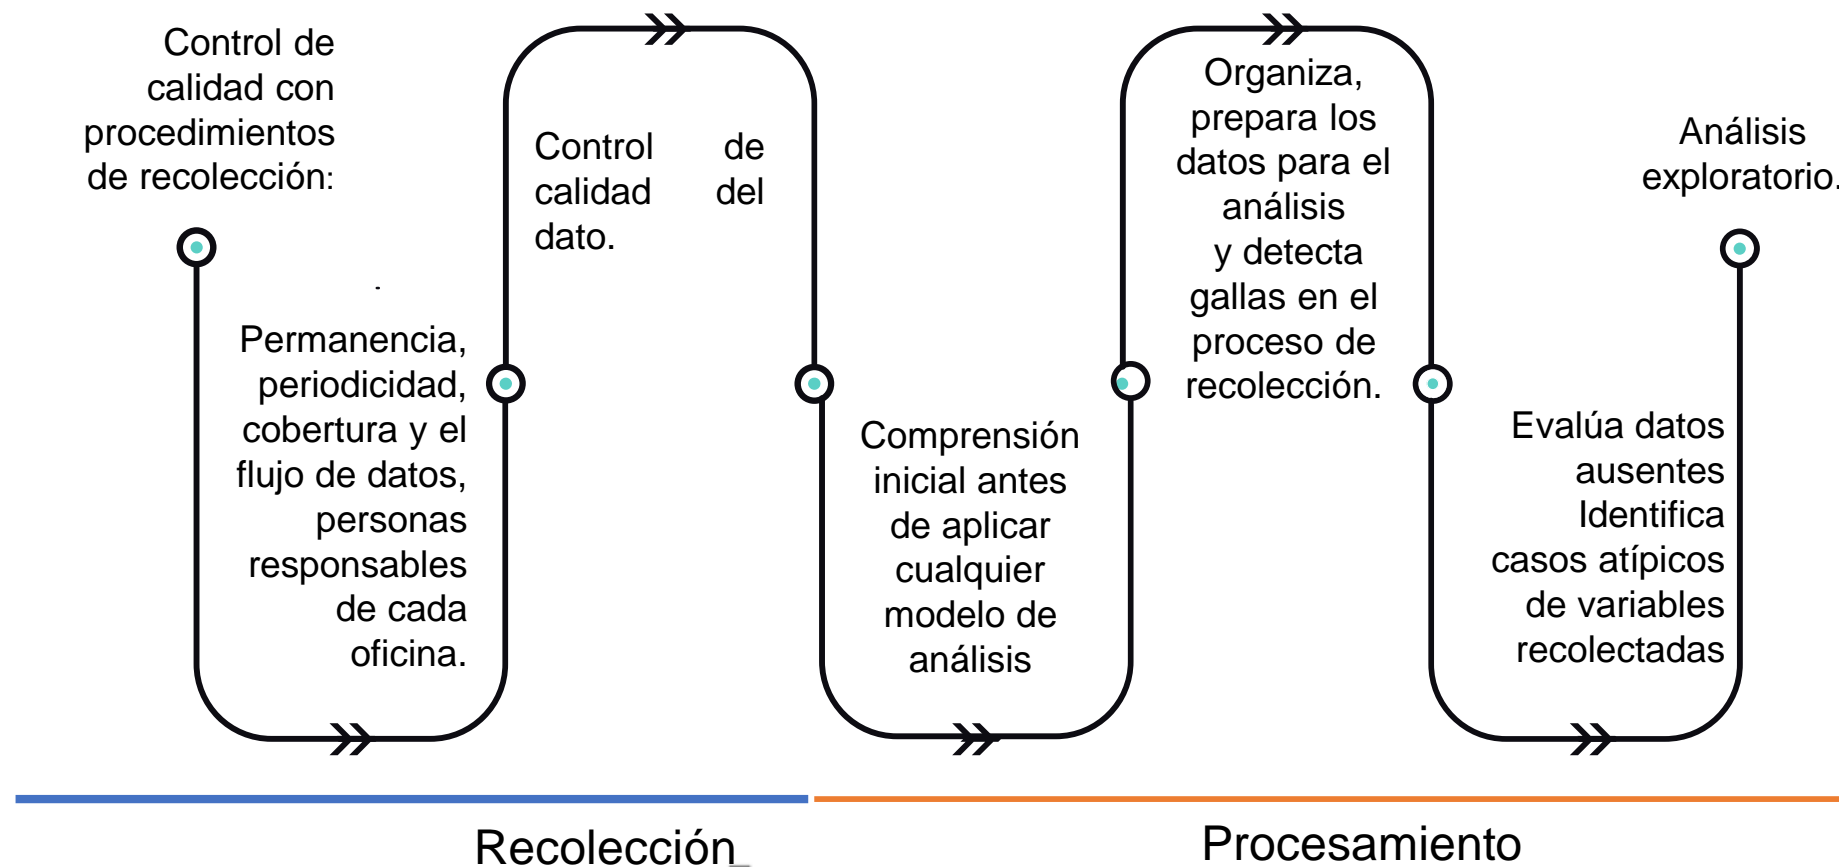 Control de
calidad con
procedimientos
de recolección:
-
Permanencia,
periodicidad,
cobertura y el
flujo de datos,
personas
responsables
de cada
oficina.
Control de
calidad del
dato.
Comprensión
inicial antes
de aplicar
cualquier
modelo de
análisis
Organiza,
prepara los
datos para el
análisis
y detecta
gallas en el
proceso de
recolección.
Evalúa datos
ausentes
Identifica
casos atípicos
de variables
recolectadas
Análisis
exploratorio.
Recolección
Procesamiento